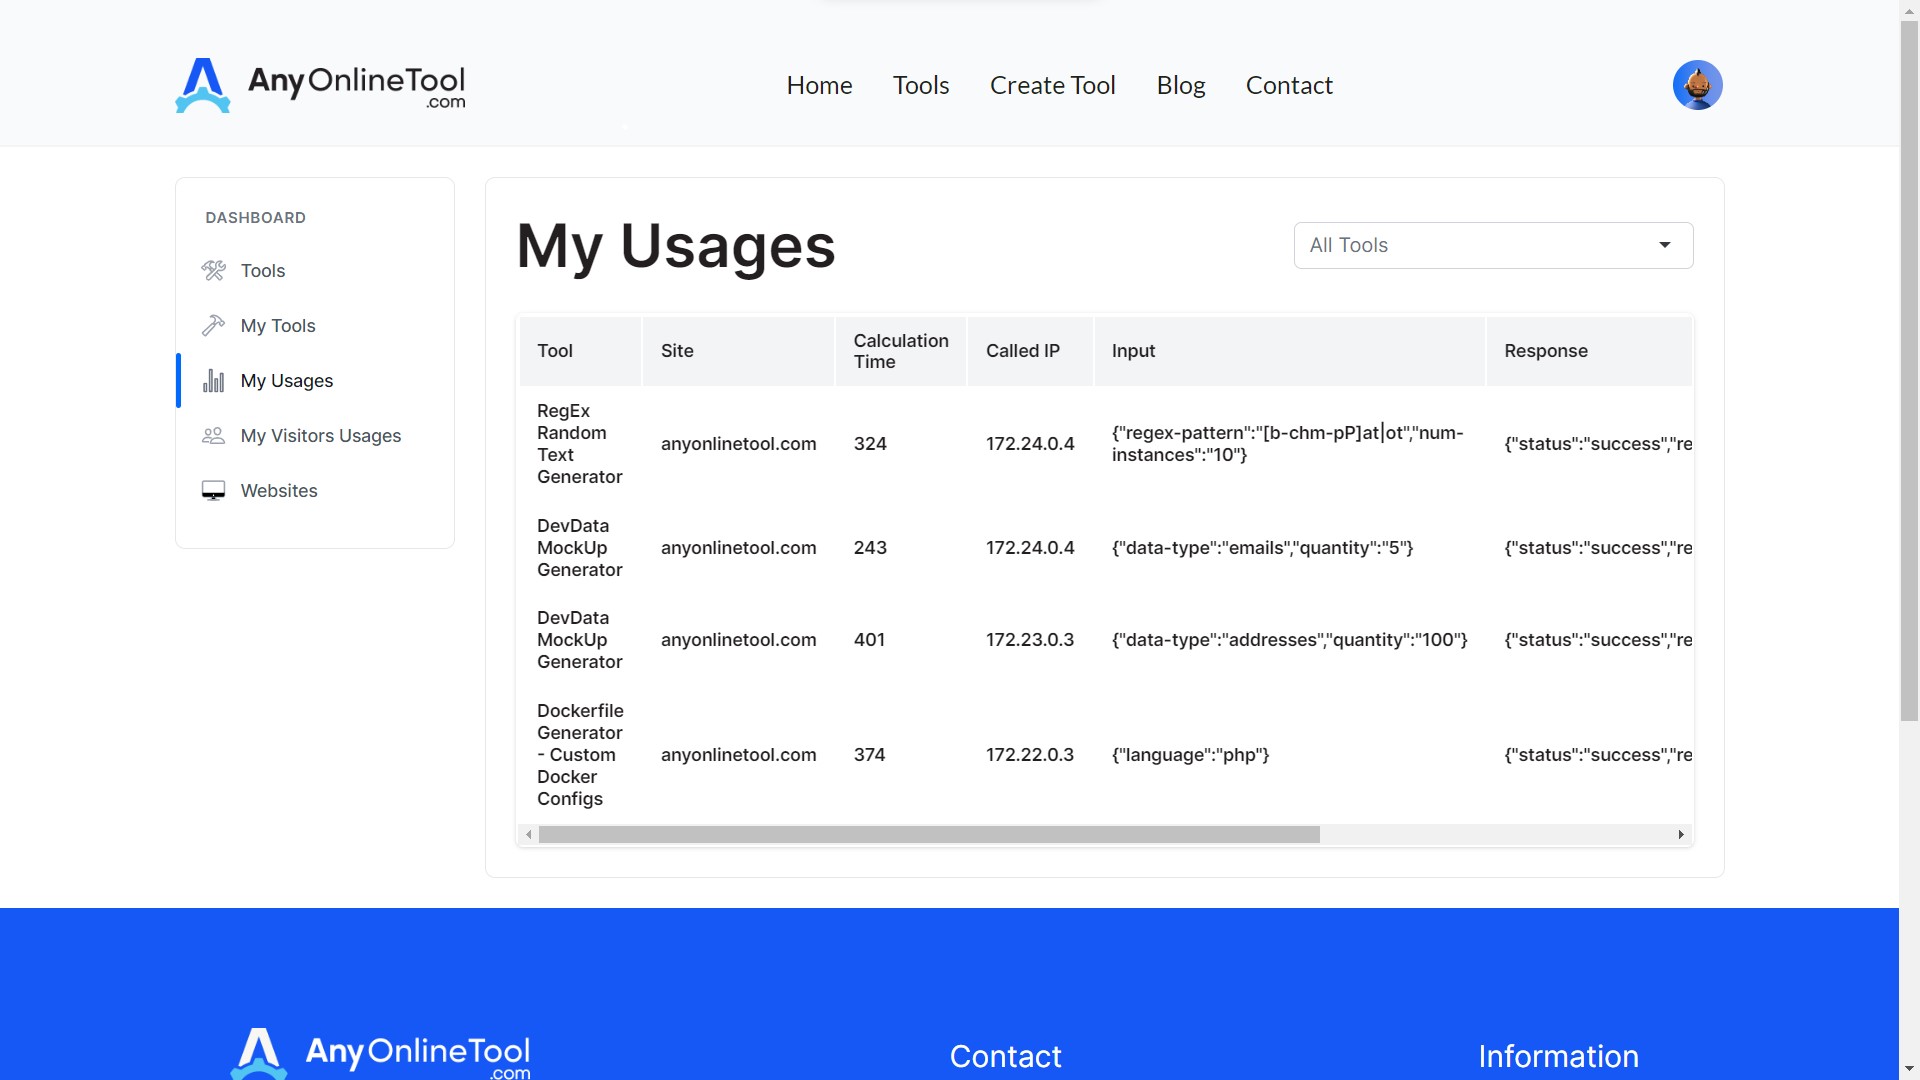 AnyOnlineTool
.com
Home Tools Create Tool Blog Contact
DASHBOARD
Tools
My Tools
My Usages
My Visitors Usages
Websites
My Usages
All Tools
Tool Site Calculation Time Called IP Input Response
RegEx
Random
Text
Generator
anyonlinetool.com
324
172.24.0.4
{"regex-pattern":"[b-chm-pP]at|ot","num-
instances":"10"}
{"status":"success","re
DevData
MockUp
Generator
anyonlinetool.com
243
172.24.0.4
{"data-type":"emails","quantity":"5"}
{"status":"success","re
DevData
MockUp
Generator
anyonlinetool.com
401
172.23.0.3
{"data-type":"addresses","quantity":"100"}
{"status":"success","re
Dockerfile
Generator
- Custom
Docker
Configs
anyonlinetool.com
374
172.22.0.3
{"language":"php"}
{"status":"success","re
AnyOnlineTool
.com
Contact
Information